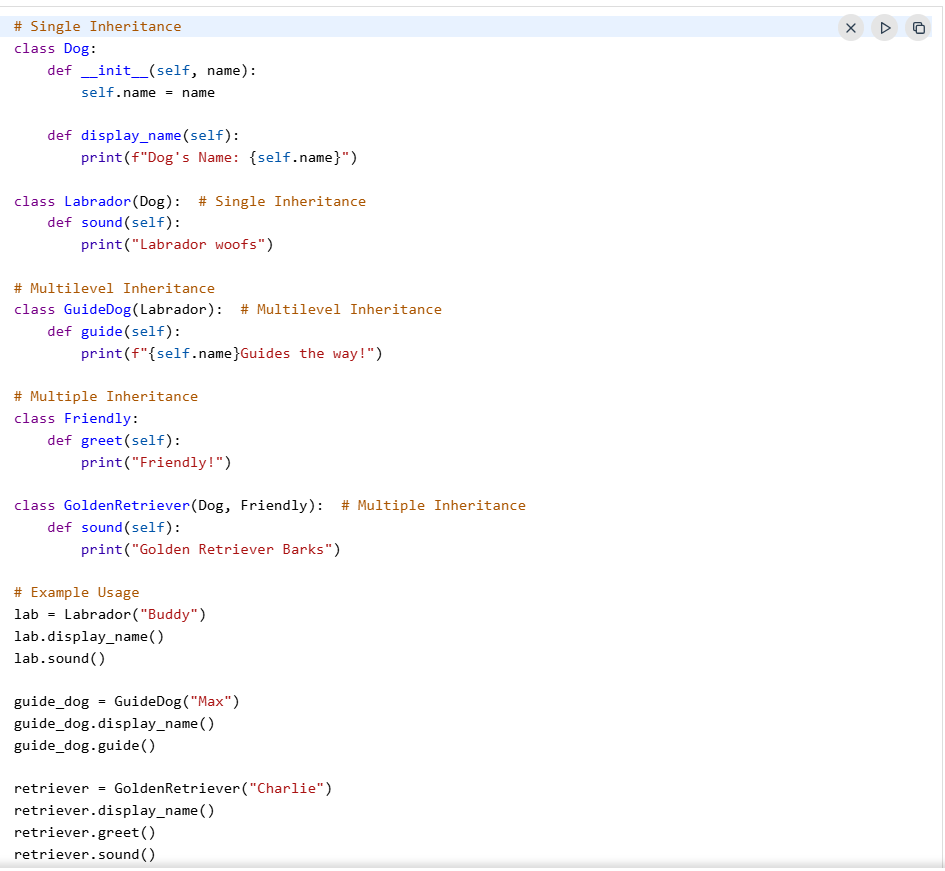 # Single Inheritance
class Dog:
    def __init__(self, name):
        self.name = name

    def display_name(self):
        print(f"Dog's Name: {self.name}")

class Labrador(Dog):  # Single Inheritance
    def sound(self):
        print("Labrador woofs")

# Multilevel Inheritance
class GuideDog(Labrador):  # Multilevel Inheritance
    def guide(self):
        print(f"{self.name}Guides the way!")

# Multiple Inheritance
class Friendly:
    def greet(self):
        print("Friendly!")

class GoldenRetriever(Dog, Friendly):  # Multiple Inheritance
    def sound(self):
        print("Golden Retriever Barks")

# Example Usage
lab = Labrador("Buddy")
lab.display_name()
lab.sound()

guide_dog = GuideDog("Max")
guide_dog.display_name()
guide_dog.guide()

retriever = GoldenRetriever("Charlie")
retriever.display_name()
retriever.greet()
retriever.sound()